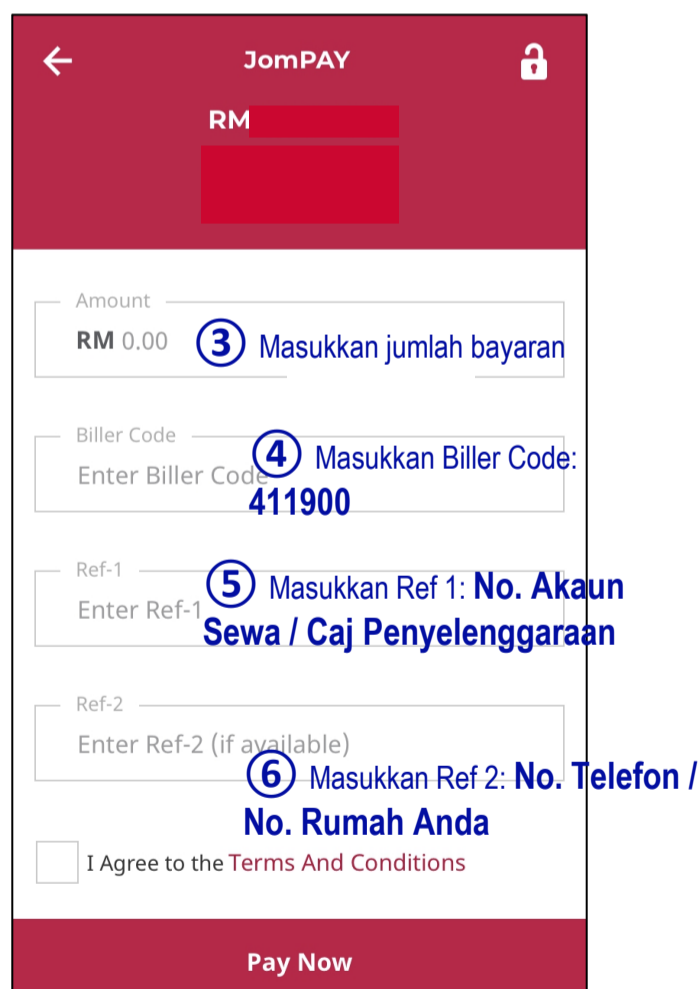 JomPAY
RM
Amount
RM 0.00
③ Masukkan jumlah bayaran
Biller Code
Enter Biller Code
④ Masukkan Biller Code:
411900
Ref-1
Enter Ref-1
⑤ Masukkan Ref 1: No. Akaun
Sewa / Caj Penyelenggaraan
Ref-2
Enter Ref-2 (if available)
⑥ Masukkan Ref 2: No. Telefon /
No. Rumah Anda
I Agree to the Terms And Conditions
Pay Now